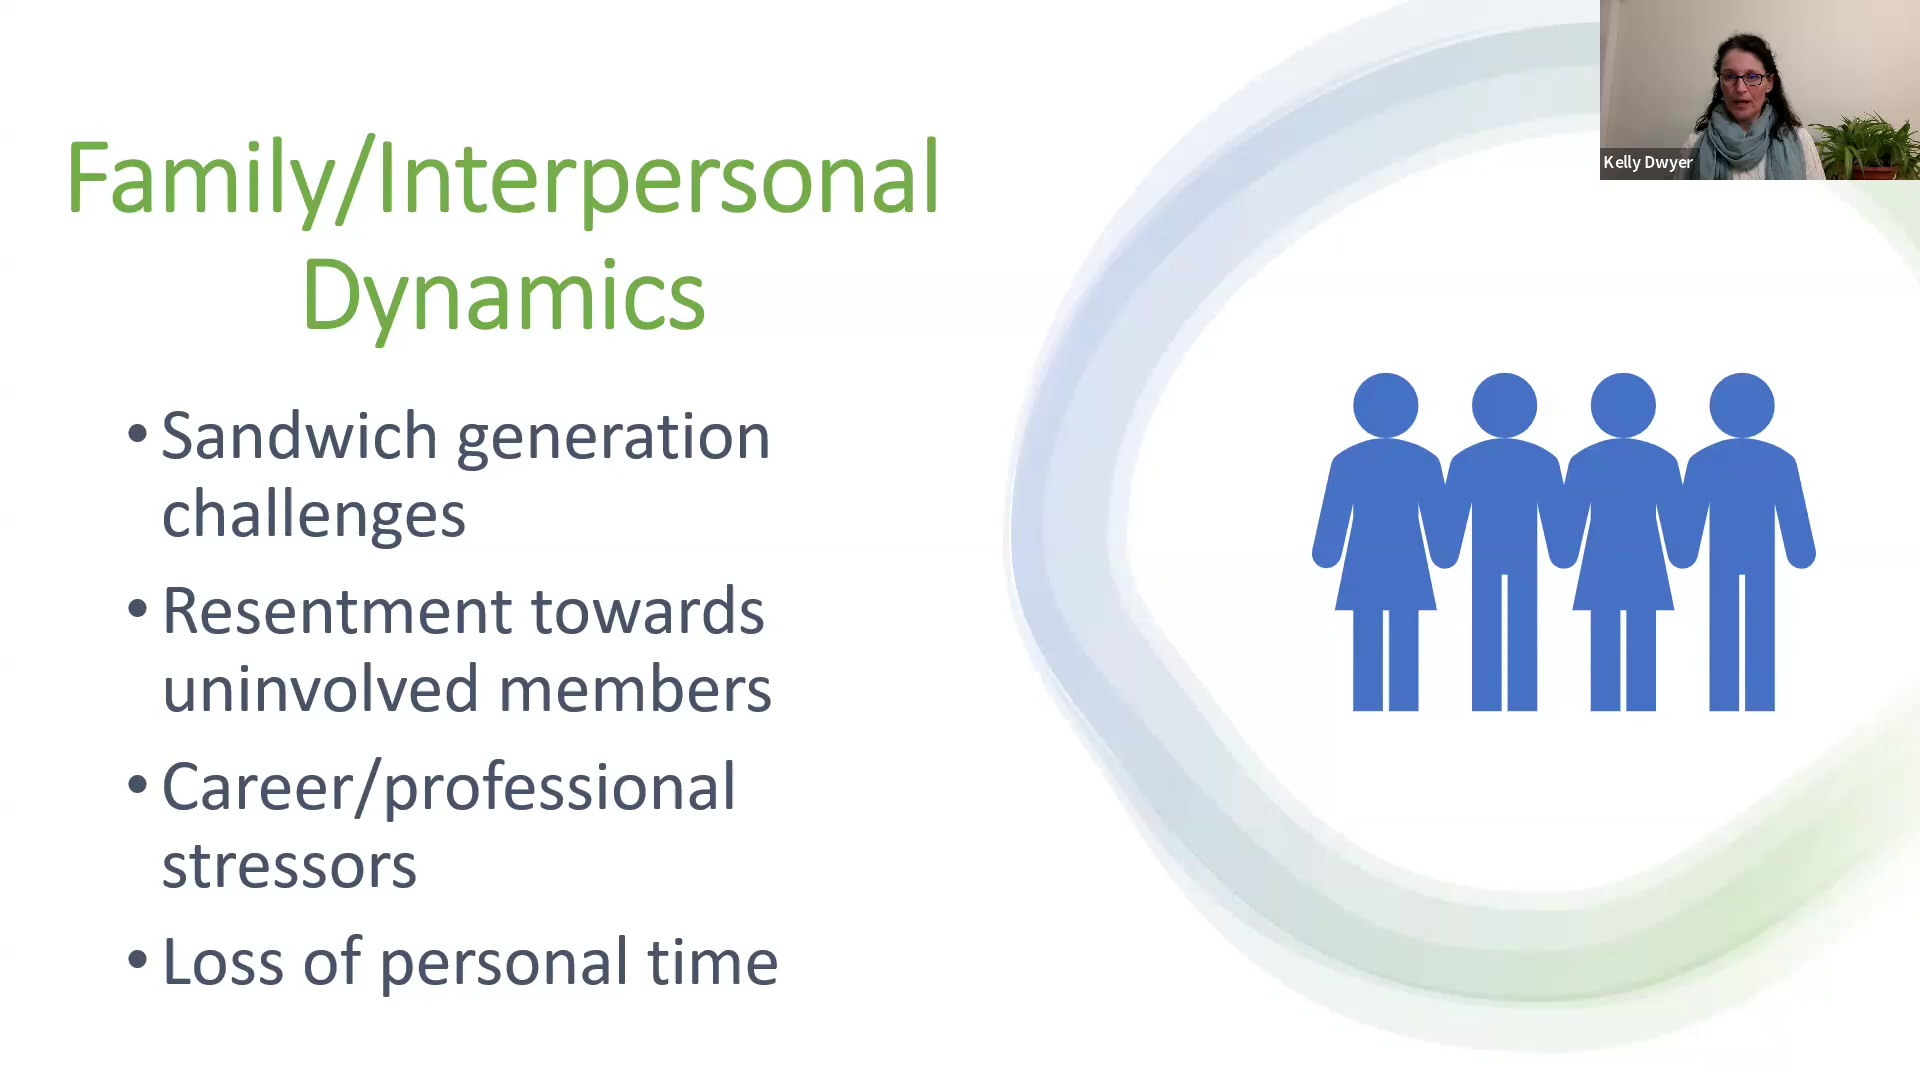 Family/Interpersonal
Dynamics
• Sandwich generation
challenges
• Resentment towards
uninvolved members
• Career/professional
stressors
• Loss of personal time
Kelly Dwyer